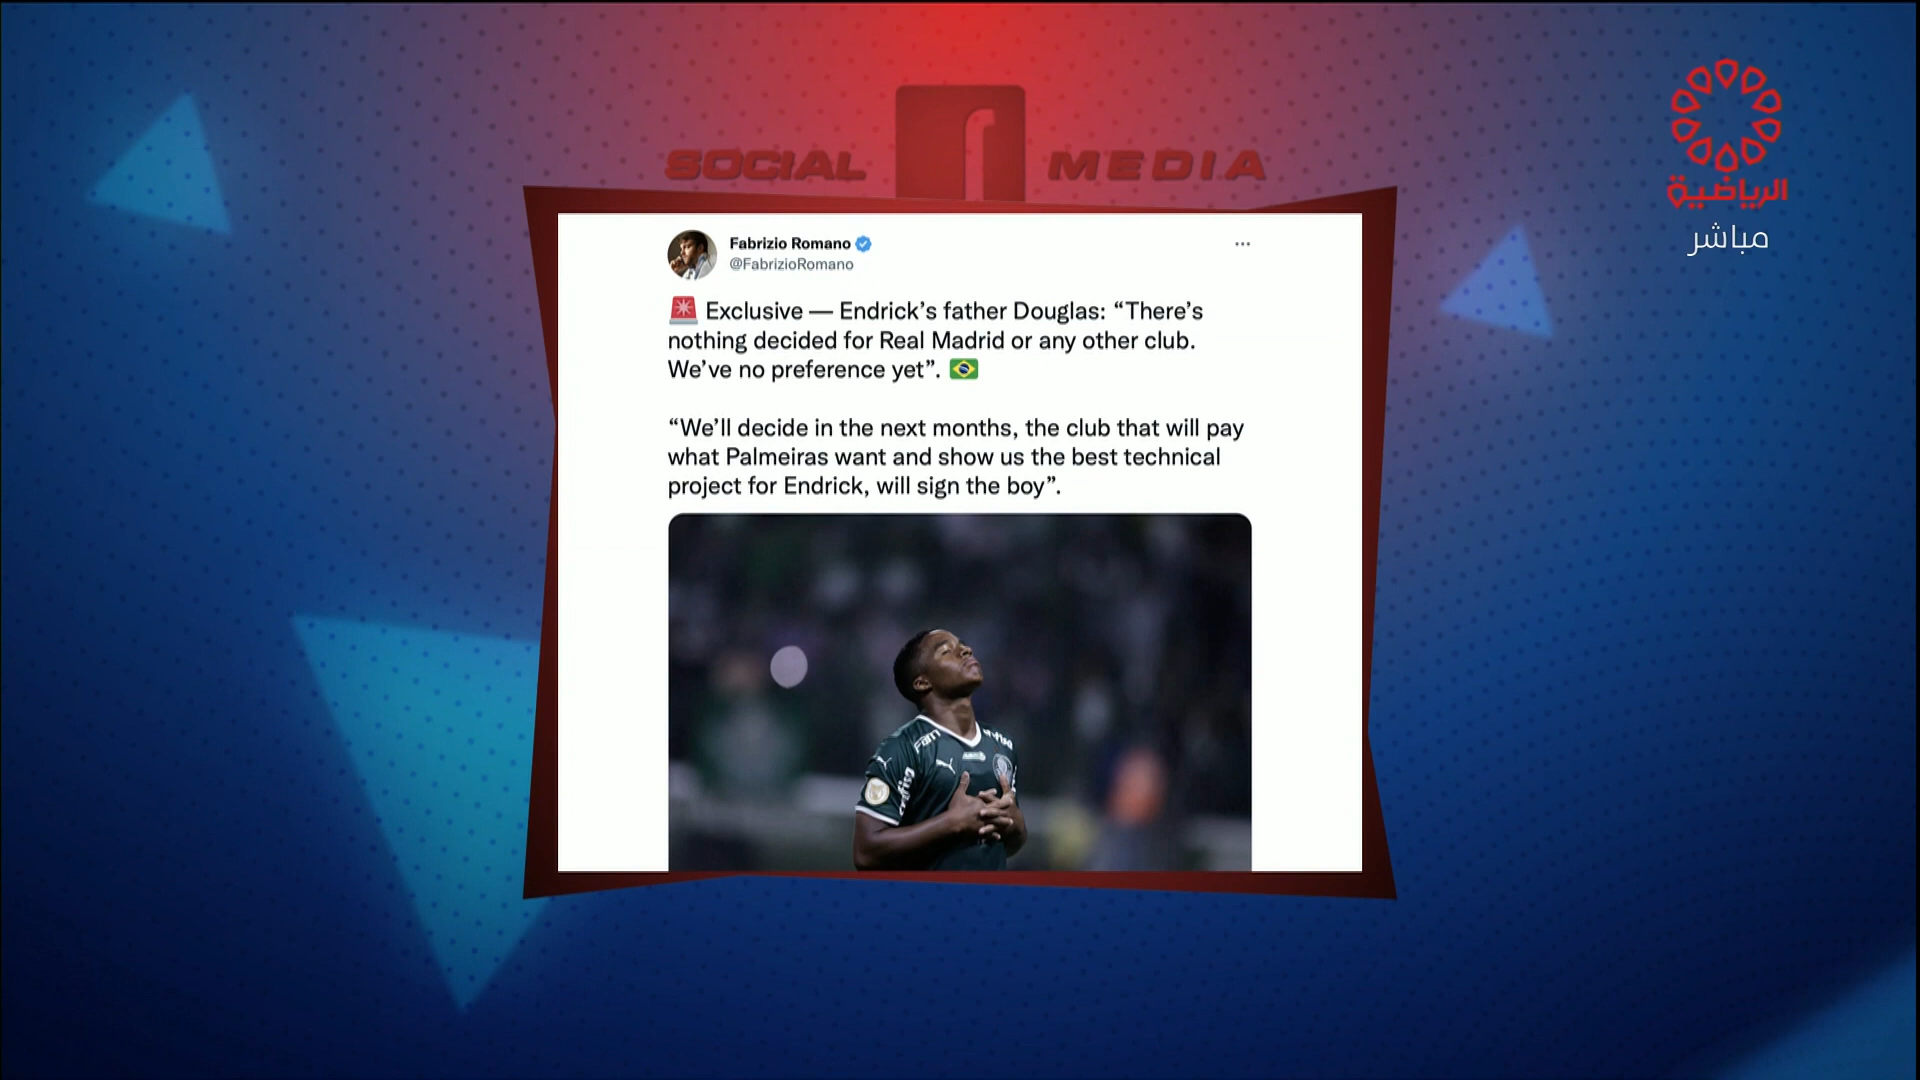 SOCIAL MEDIA
الرياضية
مباشر
Fabrizio Romano
@FabrizioRomano
🚨 Exclusive — Endrick’s father Douglas: “There’s
nothing decided for Real Madrid or any other club.
We’ve no preference yet”. 🇧🇷
“We’ll decide in the next months, the club that will pay
what Palmeiras want and show us the best technical
project for Endrick, will sign the boy”.